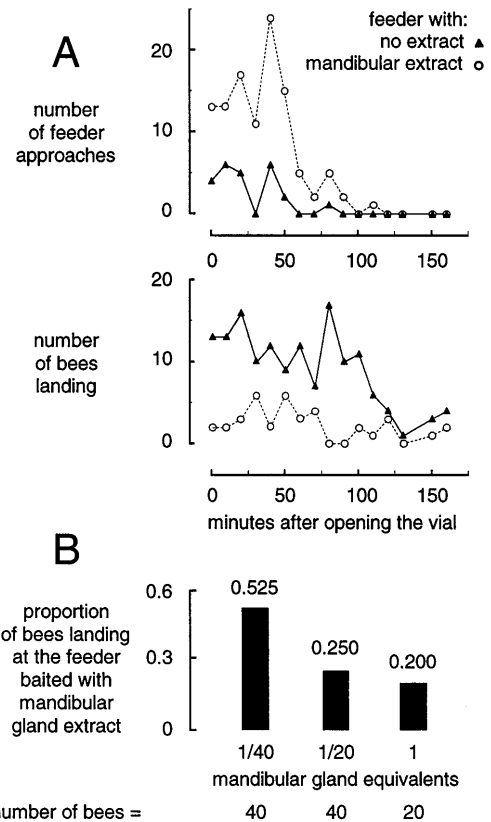 A
feeder with:
no extract ▲
mandibular extract ○
number
of feeder
approaches
20
10
0
0 50 100 150
number
of bees
landing
20
10
0
0 50 100 150
minutes after opening the vial
B
proportion
of bees landing
at the feeder
baited with
mandibular
gland extract
0.6
0.3
0
0.525
0.250
0.200
1/40 1/20 1
mandibular gland equivalents
number of bees = 40 40 20